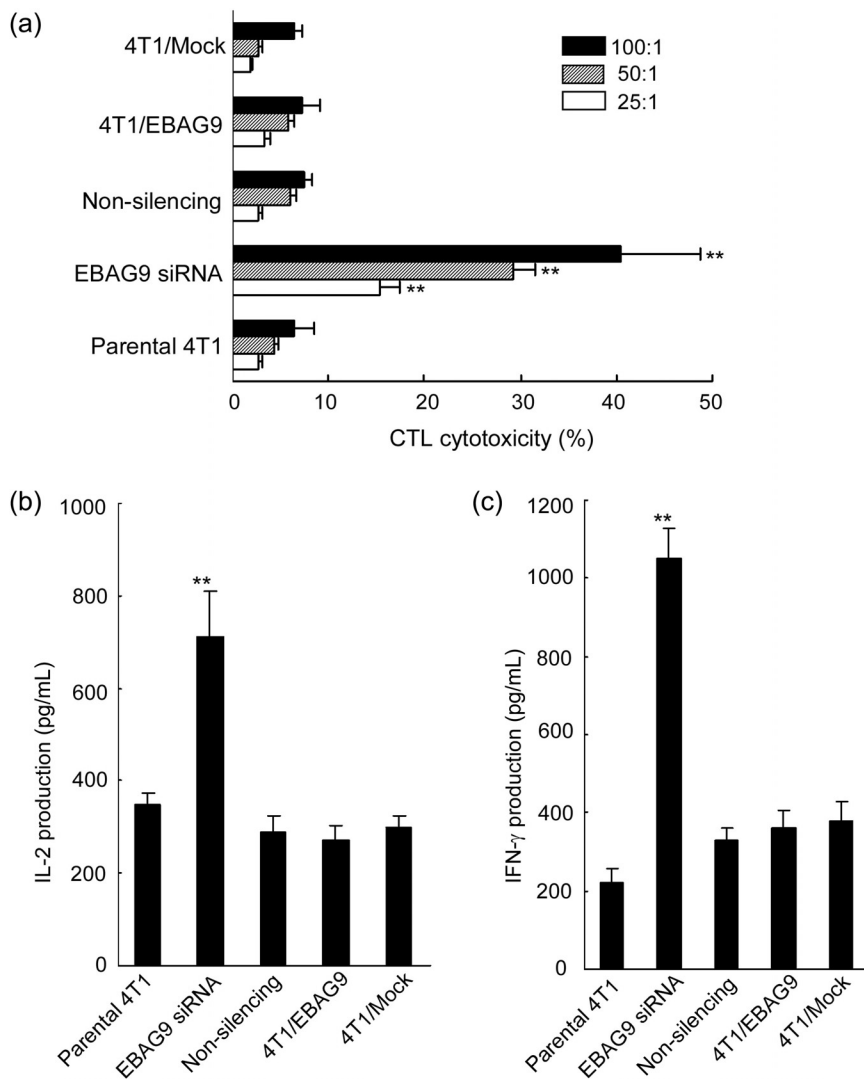 (a)
4T1/Mock
4T1/EBAG9
Non-silencing
EBAG9 siRNA
Parental 4T1
100:1
50:1
25:1
**
**
**
0 10 20 30 40 50
CTL cytotoxicity (%)
(b)
IL-2 production (pg/mL)
1000
800
600
400
200
0
**
Parental 4T1
EBAG9 siRNA
Non-silencing
4T1/EBAG9
4T1/Mock
(c)
IFN-γ production (pg/mL)
1200
1000
800
600
400
200
0
**
Parental 4T1
EBAG9 siRNA
Non-silencing
4T1/EBAG9
4T1/Mock